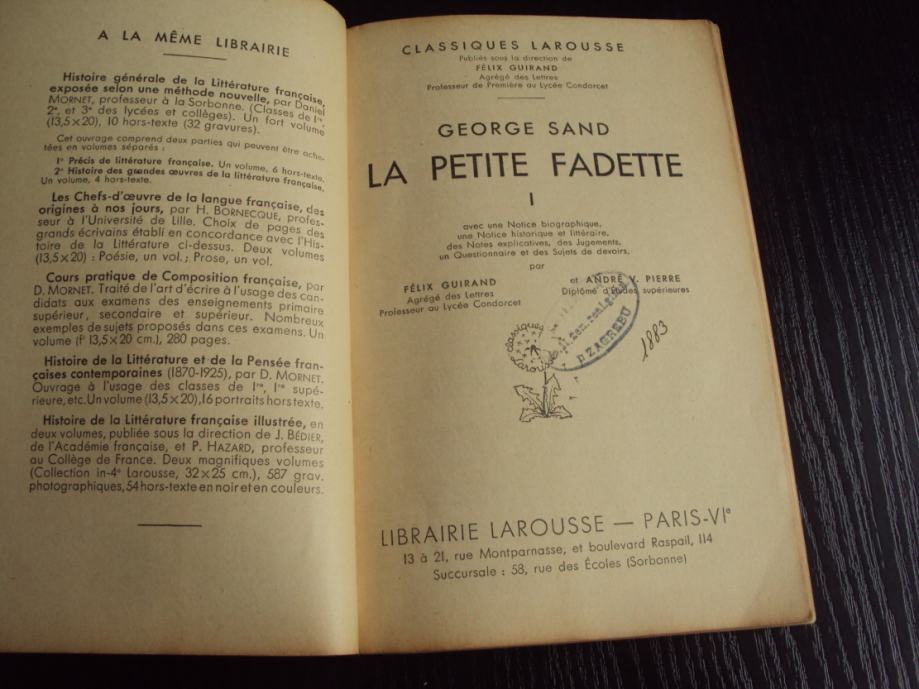 A LA MÊME LIBRAIRIE
Histoire générale de la Littérature française,
exposée selon une méthode nouvelle, par Daniel
MORNET, professeur à la Sorbonne. (Classes de Iʳᵉ,
2ᵉ, et 3ᵉ des lycées et collèges). Un fort volume
(13,5×20), 10 hors-texte (32 gravures).
Cet ouvrage comprend deux parties qui peuvent être ache-
tées en volumes séparés :
1º Précis de littérature française. Un volume, 6 hors-texte.
2º Histoire des grandes œuvres de la littérature française,
Un volume, 4 hors-texte.
Les Chefs-d'œuvre de la langue française, des
origines à nos jours, par H. BORNECQUE, profes-
seur à l'Université de Lille. Choix de pages des
grands écrivains établi en concordance avec l'His-
toire de la Littérature ci-dessus. Deux volumes
(13,5×20) : Poésie, un vol.; Prose, un vol.
Cours pratique de Composition française, par
D. MORNET. Traité de l'art d'écrire à l'usage des can-
didats aux examens des enseignements primaire
supérieur, secondaire et supérieur. Nombreux
exemples de sujets proposés dans ces examens. Un
volume (fᵗ 13,5×20 cm.), 280 pages.
Histoire de la Littérature et de la Pensée fran-
çaises contemporaines (1870-1925), par D. MORNET.
Ouvrage à l'usage des classes de Iʳᵉ, Iʳᵉ supé-
rieure, etc. Un volume (13,5×20), 16 portraits hors texte.
Histoire de la Littérature française illustrée, en
deux volumes, publiée sous la direction de J. BÉDIER,
de l'Académie française, et P. HAZARD, professeur
au Collège de France. Deux magnifiques volumes
(Collection in-4º Larousse, 32×25 cm.), 587 grav.
photographiques, 54 hors-texte en noir et en couleurs.
CLASSIQUES LAROUSSE
Publiés sous la direction de
FÉLIX GUIRAND
Agrégé des Lettres
Professeur de Première au Lycée Condorcet
GEORGE SAND
LA PETITE FADETTE
I
avec une Notice biographique,
une Notice historique et littéraire,
des Notes explicatives, des Jugements,
un Questionnaire et des Sujets de devoirs,
par
FÉLIX GUIRAND
Agrégé des Lettres
Professeur au Lycée Condorcet
et ANDRÉ V. PIERRE
Diplômé d'Études supérieures
classiques
larousse
U ZAGREBU
1883
LIBRAIRIE LAROUSSE — PARIS-VIᵉ
13 à 21, rue Montparnasse, et boulevard Raspail, 114
Succursale : 58, rue des Écoles (Sorbonne)